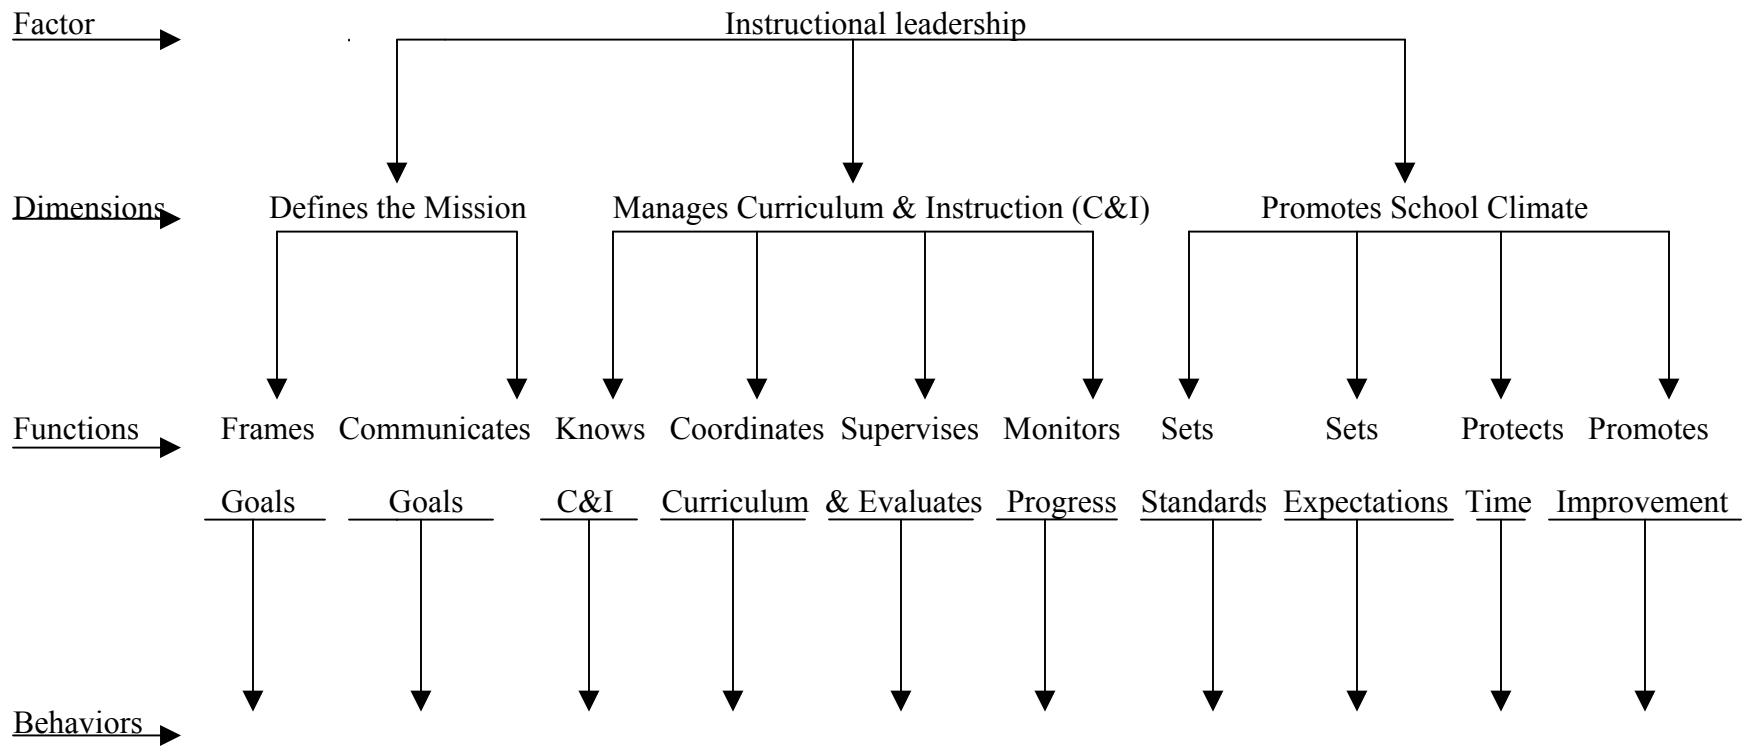 Factor Instructional leadership
Dimensions Defines the Mission Manages Curriculum & Instruction (C&I) Promotes School Climate
Functions Frames Communicates Knows Coordinates Supervises Monitors Sets Sets Protects Promotes
Goals Goals C&I Curriculum & Evaluates Progress Standards Expectations Time Improvement
Behaviors